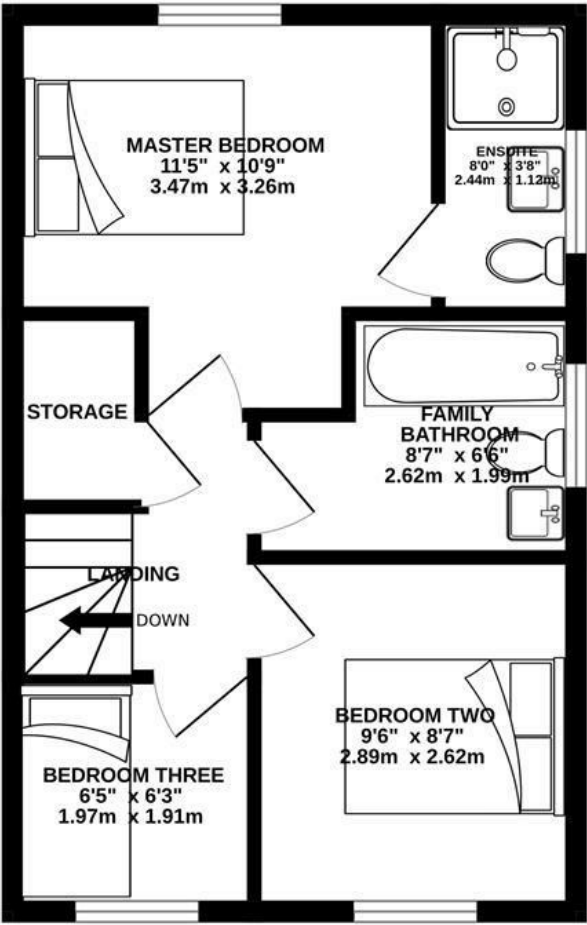 MASTER BEDROOM
11'5" x 10'9"
3.47m x 3.26m
ENSUITE
8'0" x 3'8"
2.44m x 1.12m
STORAGE
FAMILY
BATHROOM
8'7" x 6'6"
2.62m x 1.99m
LANDING
DOWN
BEDROOM TWO
9'6" x 8'7"
2.89m x 2.62m
BEDROOM THREE
6'5" x 6'3"
1.97m x 1.91m